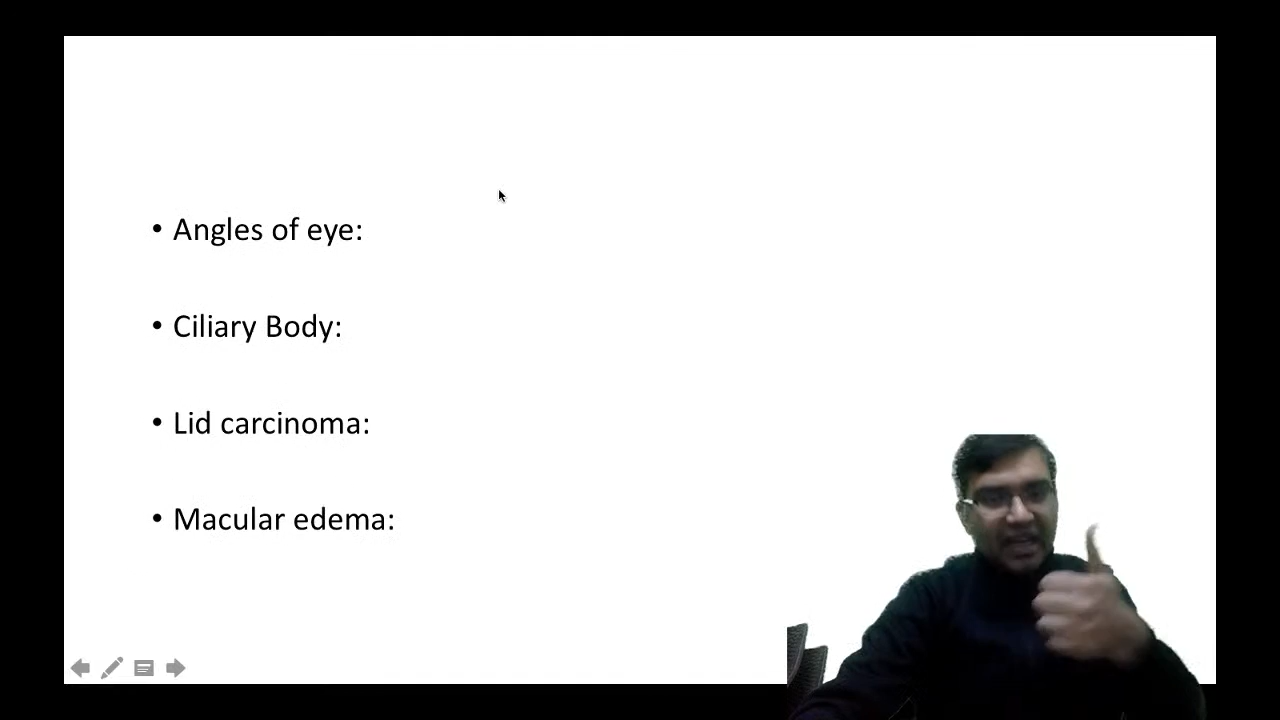 • Angles of eye:
• Ciliary Body:
• Lid carcinoma:
• Macular edema: